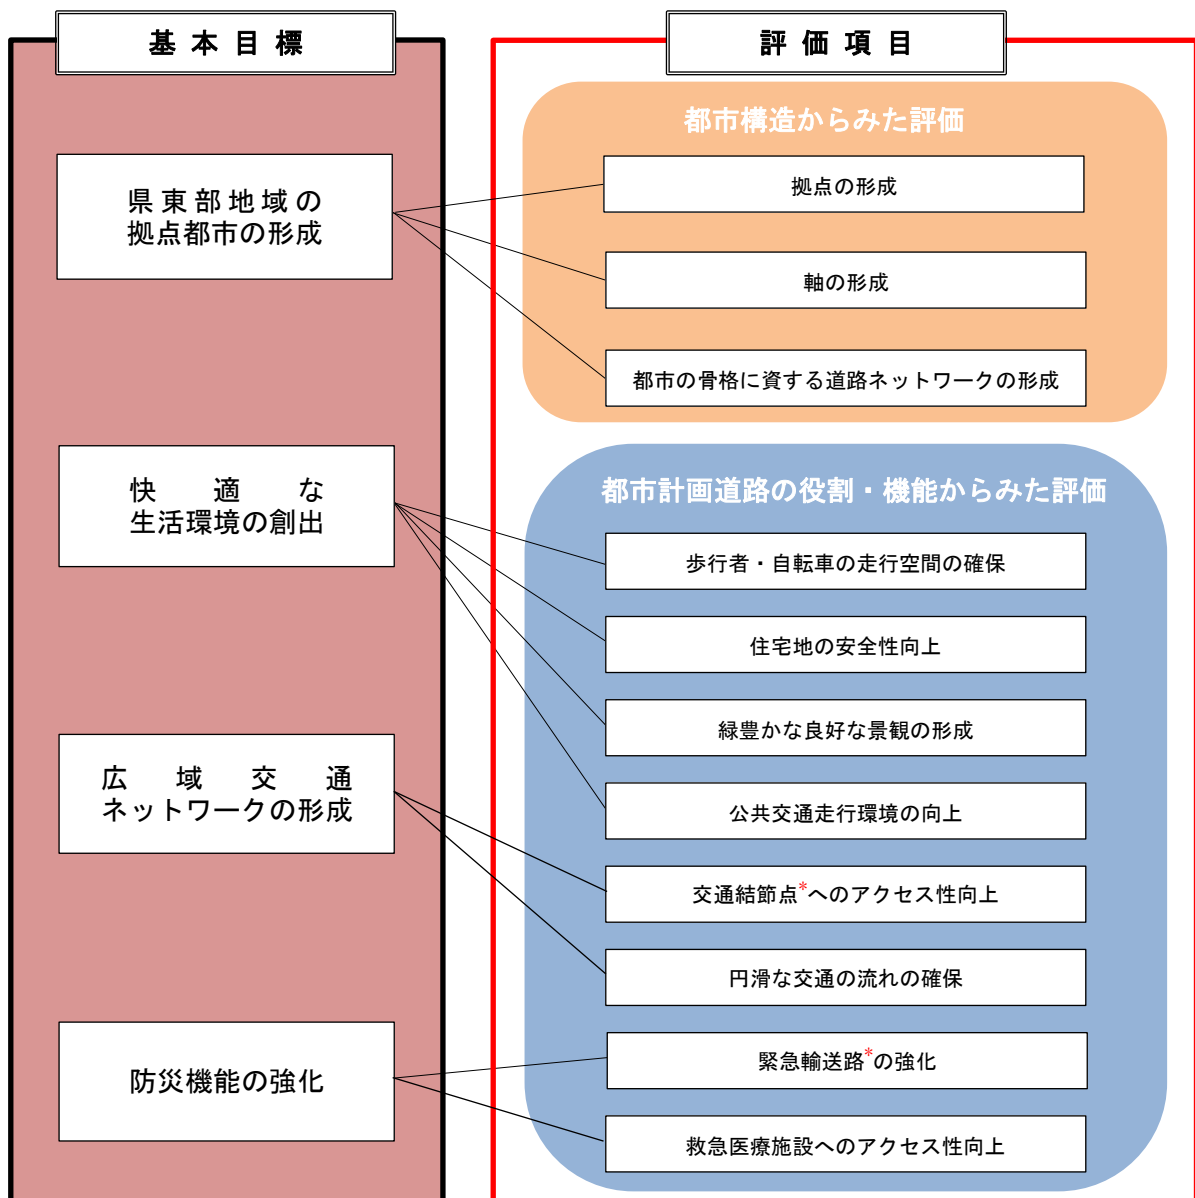 基本目標
県東部地域の
拠点都市の形成
快適な
生活環境の創出
広域交通
ネットワークの形成
防災機能の強化
評価項目
都市構造からみた評価
拠点の形成
軸の形成
都市の骨格に資する道路ネットワークの形成
都市計画道路の役割・機能からみた評価
歩行者・自転車の走行空間の確保
住宅地の安全性向上
緑豊かな良好な景観の形成
公共交通走行環境の向上
交通結節点*へのアクセス性向上
円滑な交通の流れの確保
緊急輸送路*の強化
救急医療施設へのアクセス性向上